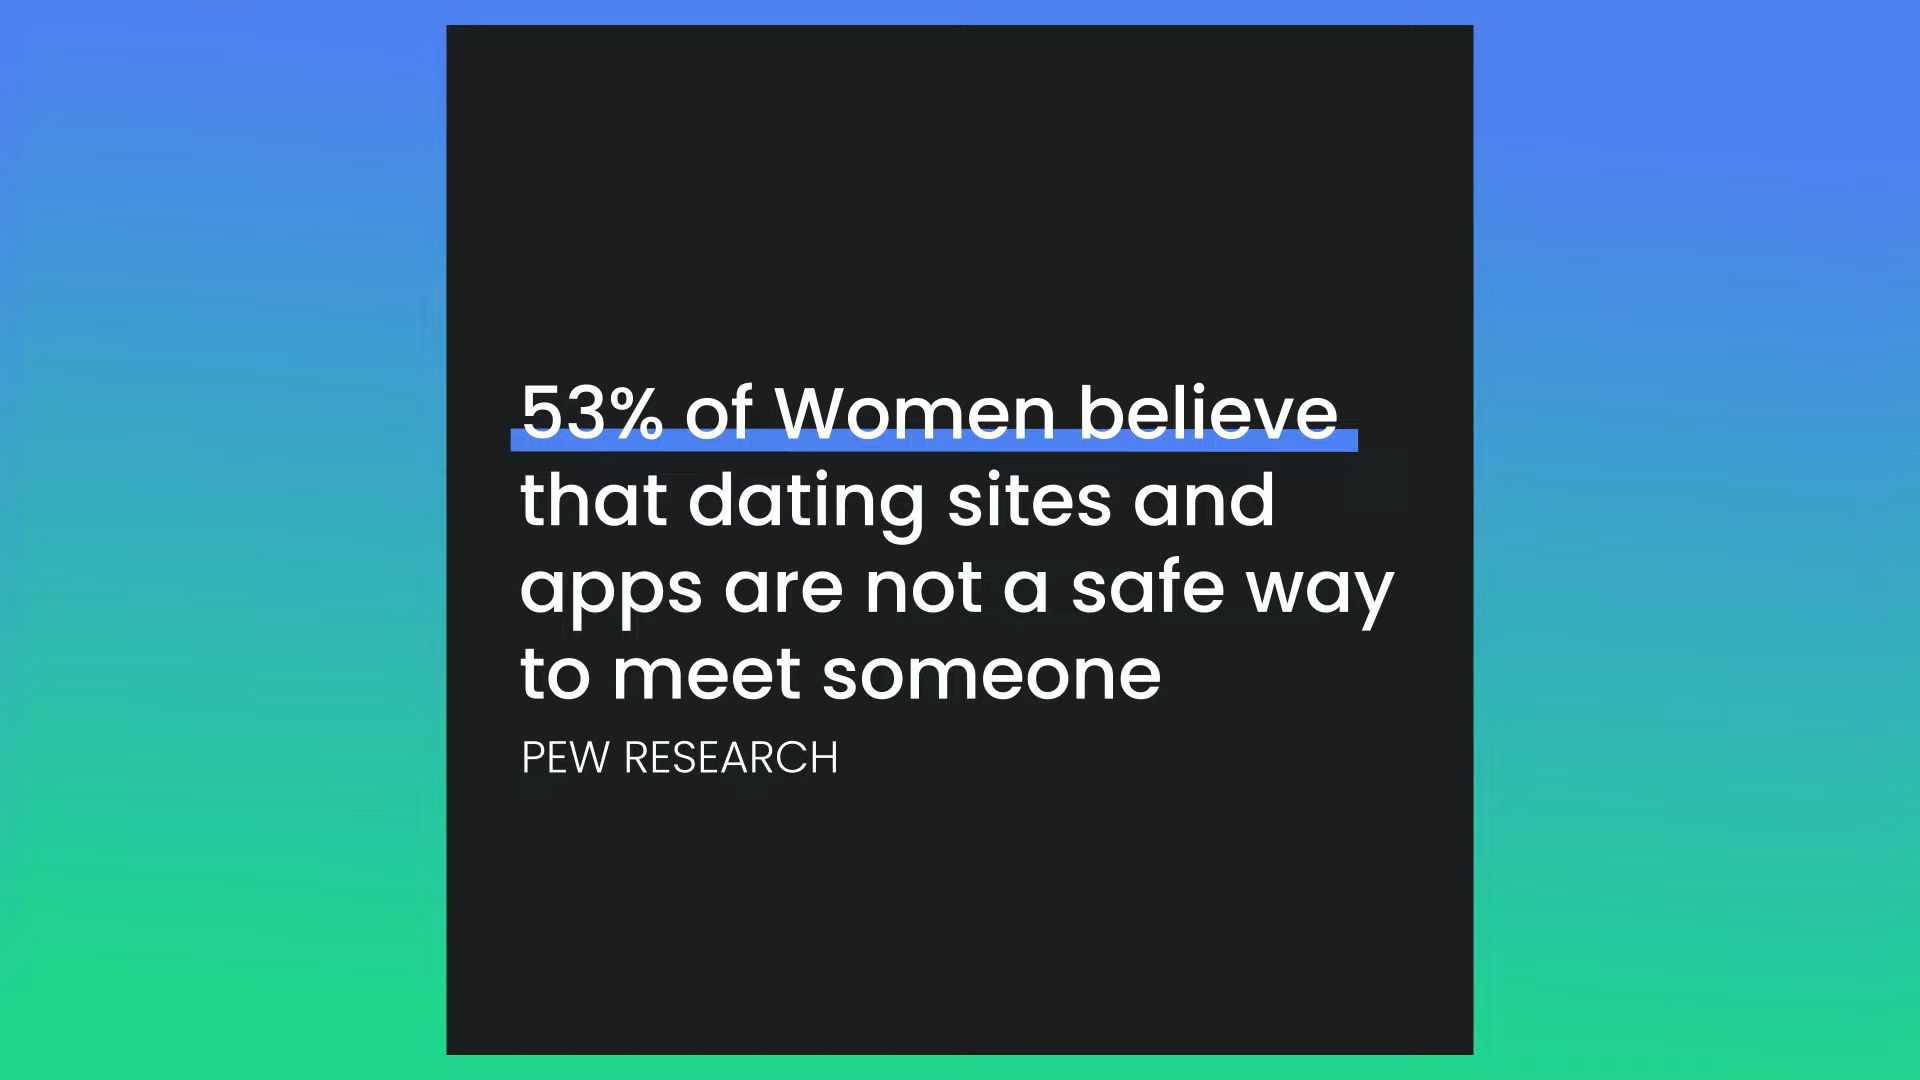 53% of Women believe
that dating sites and
apps are not a safe way
to meet someone
PEW RESEARCH